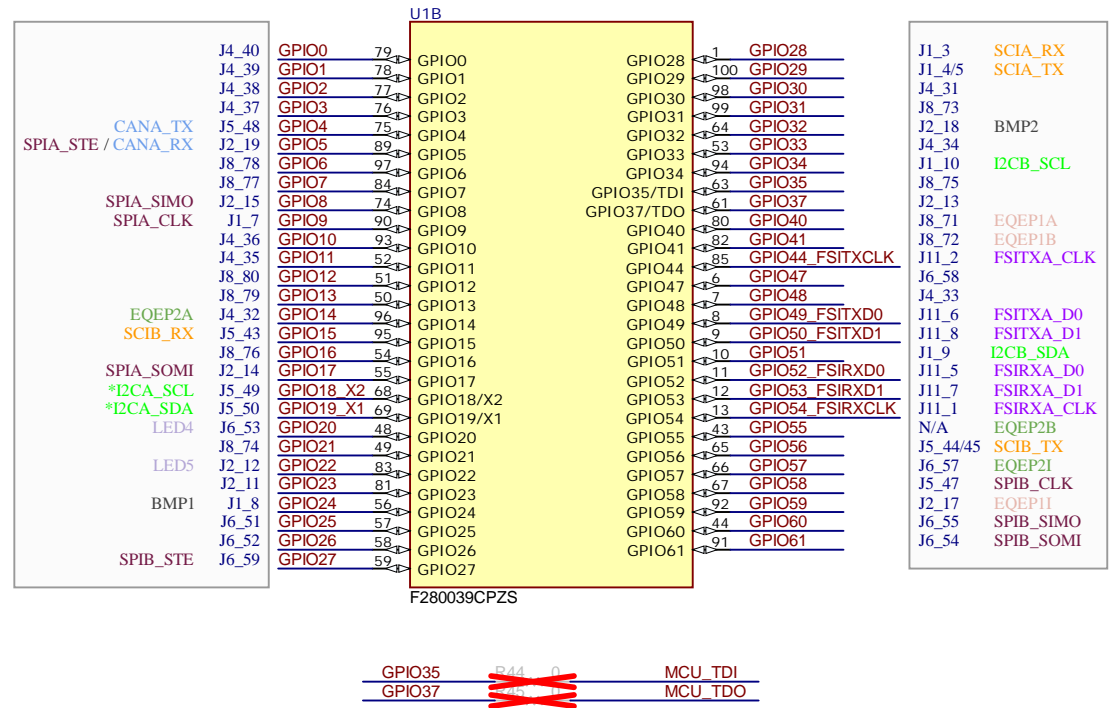 U1B
J4_40 GPIO0 79 GPIO0 GPIO28 1 GPIO28 J1_3 SCIA_RX
J4_39 GPIO1 78 GPIO1 GPIO29 100 GPIO29 J1_4/5 SCIA_TX
J4_38 GPIO2 77 GPIO2 GPIO30 98 GPIO30 J4_31
J4_37 GPIO3 76 GPIO3 GPIO31 99 GPIO31 J8_73
CANA_TX J5_48 GPIO4 75 GPIO4 GPIO32 64 GPIO32 J2_18 BMP2
SPIA_STE / CANA_RX J2_19 GPIO5 89 GPIO5 GPIO33 53 GPIO33 J4_34
J8_78 GPIO6 97 GPIO6 GPIO34 94 GPIO34 J1_10 I2CB_SCL
J8_77 GPIO7 84 GPIO7 GPIO35/TDI 63 GPIO35 J8_75
SPIA_SIMO J2_15 GPIO8 74 GPIO8 GPIO37/TDO 61 GPIO37 J2_13
SPIA_CLK J1_7 GPIO9 90 GPIO9 GPIO40 80 GPIO40 J8_71 EQEP1A
J4_36 GPIO10 93 GPIO10 GPIO41 82 GPIO41 J8_72 EQEP1B
J4_35 GPIO11 52 GPIO11 GPIO44 85 GPIO44_FSITXCLK J11_2 FSITXA_CLK
J8_80 GPIO12 51 GPIO12 GPIO47 6 GPIO47 J6_58
J8_79 GPIO13 50 GPIO13 GPIO48 7 GPIO48 J4_33
EQEP2A J4_32 GPIO14 96 GPIO14 GPIO49 8 GPIO49_FSITXD0 J11_6 FSITXA_D0
SCIB_RX J5_43 GPIO15 95 GPIO15 GPIO50 9 GPIO50_FSITXD1 J11_8 FSITXA_D1
J8_76 GPIO16 54 GPIO16 GPIO51 10 GPIO51 J1_9 I2CB_SDA
SPIA_SOMI J2_14 GPIO17 55 GPIO17 GPIO52 11 GPIO52_FSIRXD0 J11_5 FSIRXA_D0
*I2CA_SCL J5_49 GPIO18_X2 68 GPIO18/X2 GPIO53 12 GPIO53_FSIRXD1 J11_7 FSIRXA_D1
*I2CA_SDA J5_50 GPIO19_X1 69 GPIO19/X1 GPIO54 13 GPIO54_FSIRXCLK J11_1 FSIRXA_CLK
LED4 J6_53 GPIO20 48 GPIO20 GPIO55 43 GPIO55 N/A EQEP2B
J8_74 GPIO21 49 GPIO21 GPIO56 65 GPIO56 J5_44/45 SCIB_TX
LED5 J2_12 GPIO22 83 GPIO22 GPIO57 66 GPIO57 J6_57 EQEP2I
J2_11 GPIO23 81 GPIO23 GPIO58 67 GPIO58 J5_47 SPIB_CLK
BMP1 J1_8 GPIO24 56 GPIO24 GPIO59 92 GPIO59 J2_17 EQEP1I
J6_51 GPIO25 57 GPIO25 GPIO60 44 GPIO60 J6_55 SPIB_SIMO
J6_52 GPIO26 58 GPIO26 GPIO61 91 GPIO61 J6_54 SPIB_SOMI
SPIB_STE J6_59 GPIO27 59 GPIO27
F280039CPZS
GPIO35 R44 0 MCU_TDI
GPIO37 R45 0 MCU_TDO